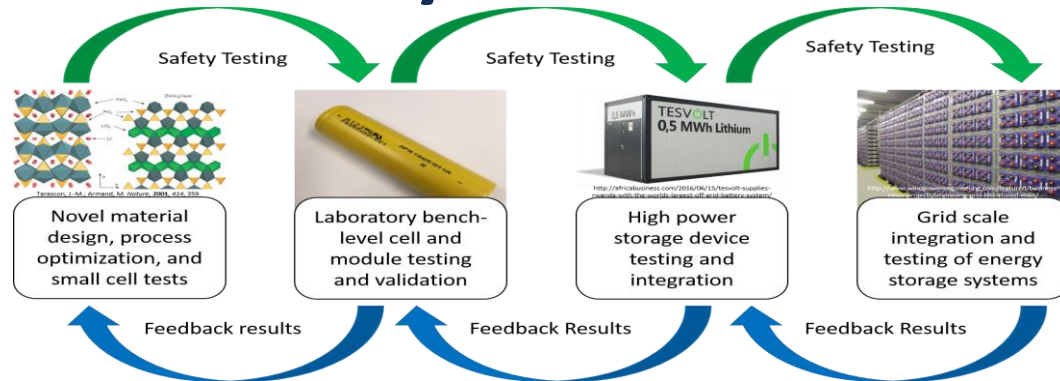 Safety Testing
Safety Testing
Safety Testing
Tarascon, J.-M.; Armand, M. Nature, 2001, 414, 359
0,5 MWh
TESVOLT
0,5 MWh Lithium
http://africabusiness.com/2016/06/15/tesvolt-supplies-
rwanda-with-the-worlds-largest-off-grid-battery-system/
Novel material
design, process
optimization, and
small cell tests
Laboratory bench-
level cell and
module testing
and validation
High power
storage device
testing and
integration
Grid scale
integration and
testing of energy
storage systems
Feedback results
Feedback Results
Feedback Results